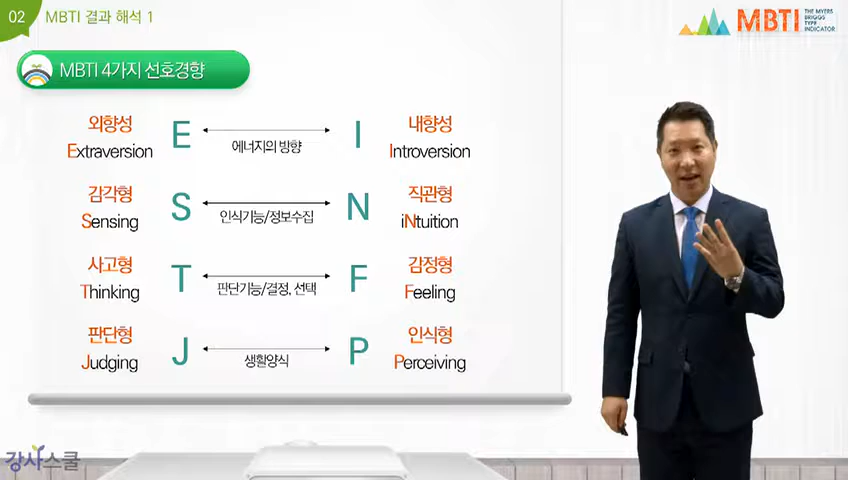 02 MBTI 결과 해석 1
MBTI THE MYERS BRIGGS TYPE INDICATOR
MBTI 4가지 선호경향
외향성 내향성
E I
Extraversion 에너지의 방향 Introversion
감각형 직관형
S N
Sensing 인식기능/정보수집 iNtuition
사고형 감정형
T F
Thinking 판단기능/결정, 선택 Feeling
판단형 인식형
J P
Judging 생활양식 Perceiving
강사스쿨